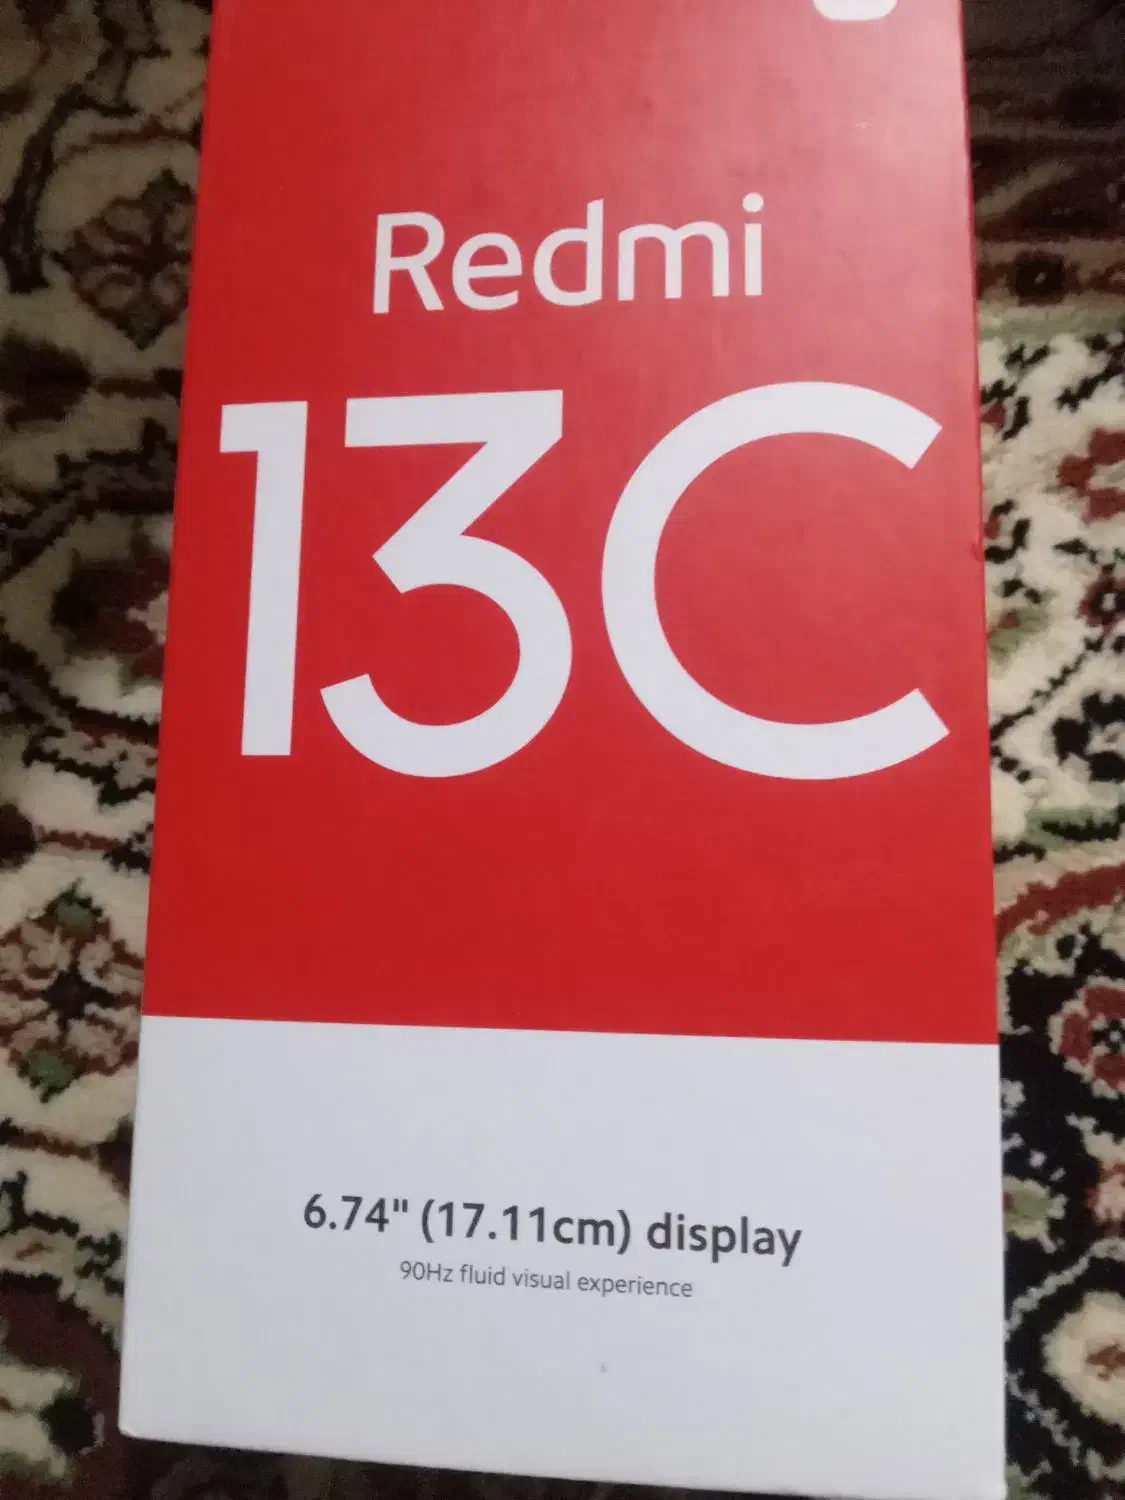 Redmi
13C
6.74" (17.11cm) display
90Hz fluid visual experience